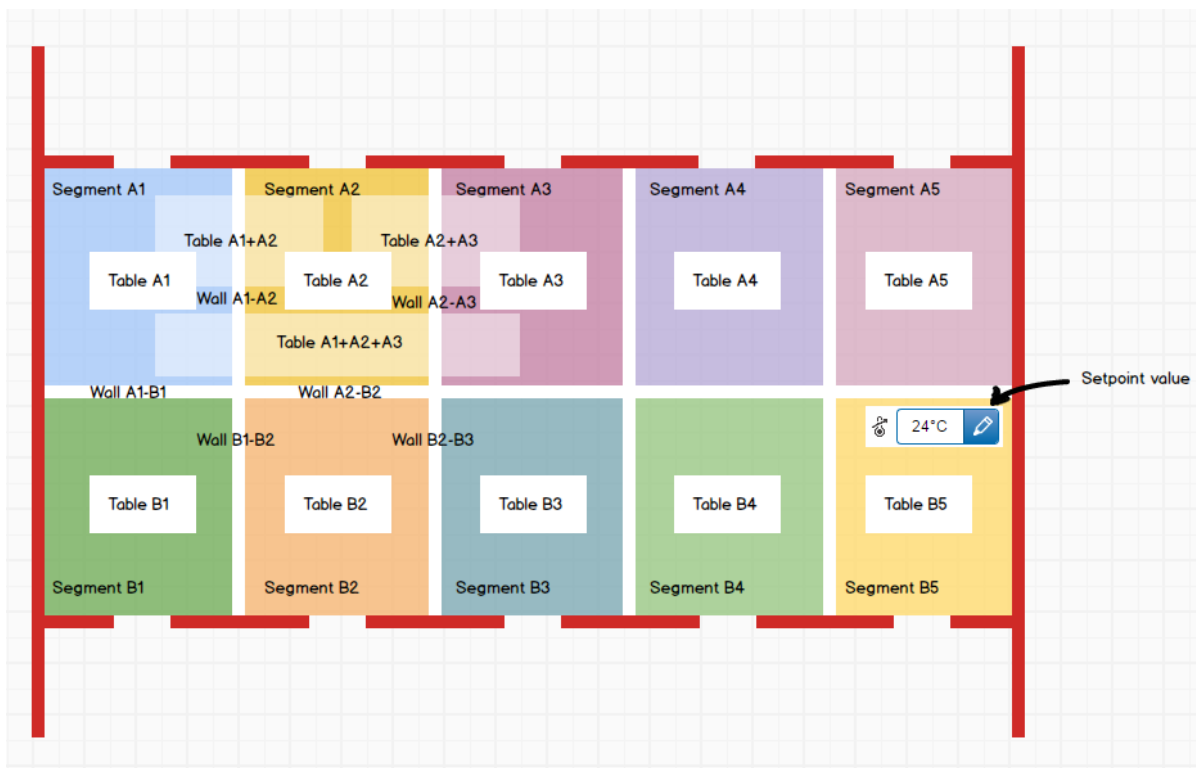 Segment A1
Segment A2
Segment A3
Segment A4
Segment A5
Table A1+A2
Table A2+A3
Table A1
Table A2
Table A3
Table A4
Table A5
Wall A1-A2
Wall A2-A3
Table A1+A2+A3
Setpoint value
Wall A1-B1
Wall A2-B2
24°C
Wall B1-B2
Wall B2-B3
Table B1
Table B2
Table B3
Table B4
Table B5
Segment B1
Segment B2
Segment B3
Segment B4
Segment B5